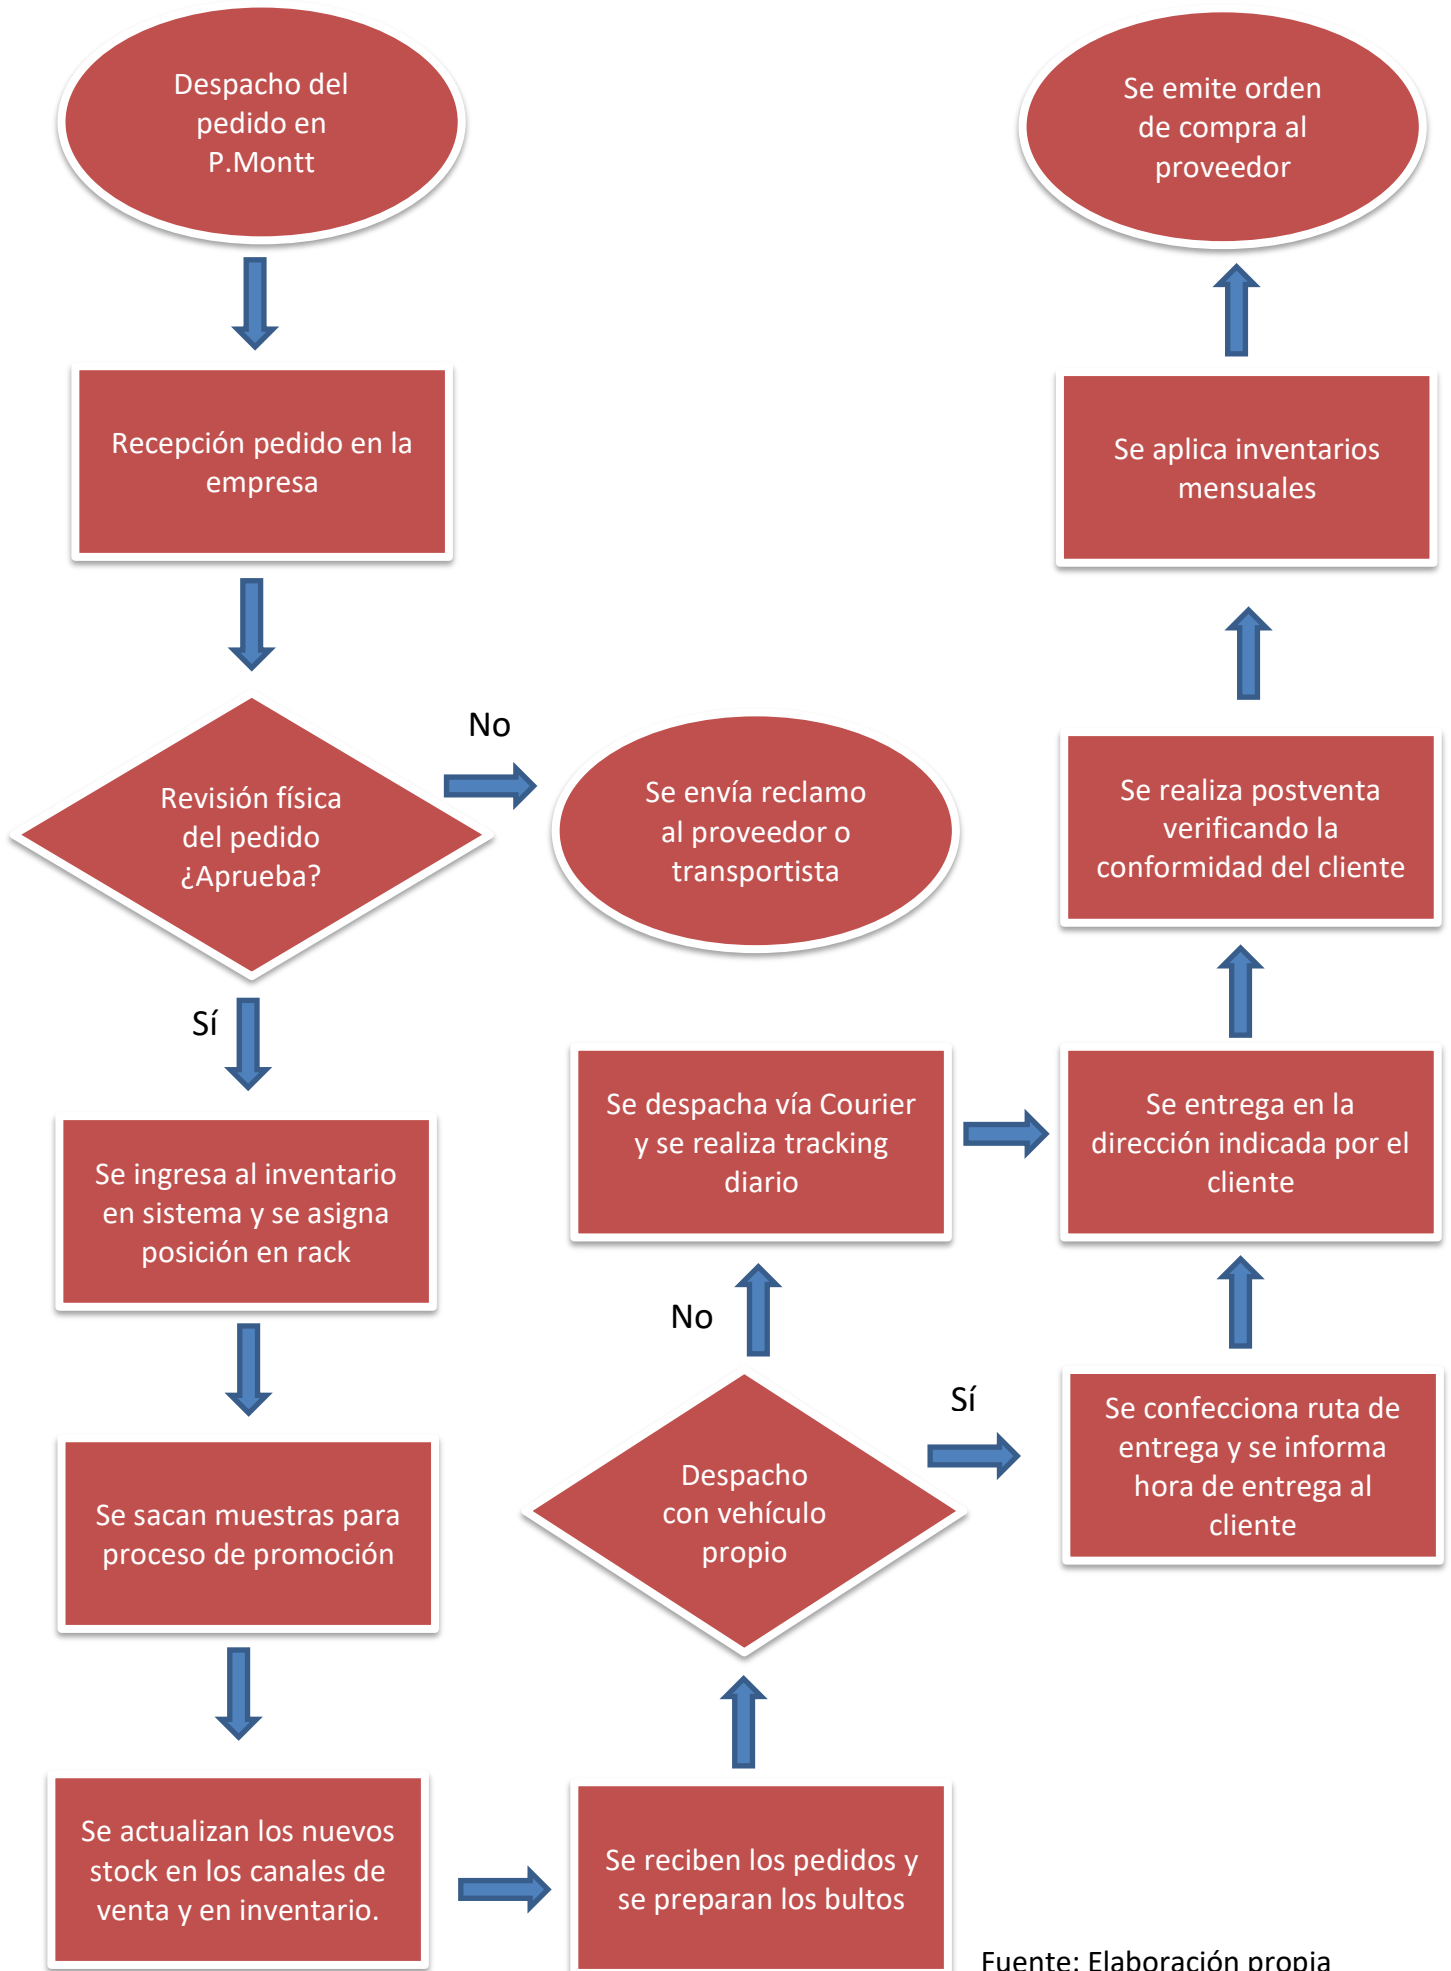 Despacho del
pedido en
P.Montt
Recepción pedido en la
empresa
Revisión física
del pedido
¿Aprueba?
No
Se envía reclamo
al proveedor o
transportista
Sí
Se ingresa al inventario
en sistema y se asigna
posición en rack
Se sacan muestras para
proceso de promoción
Se actualizan los nuevos
stock en los canales de
venta y en inventario.
Se reciben los pedidos y
se preparan los bultos
Despacho
con vehículo
propio
No
Se despacha vía Courier
y se realiza tracking
diario
Sí
Se confecciona ruta de
entrega y se informa
hora de entrega al
cliente
Se entrega en la
dirección indicada por el
cliente
Se realiza postventa
verificando la
conformidad del cliente
Se aplica inventarios
mensuales
Se emite orden
de compra al
proveedor
Fuente: Elaboración propia